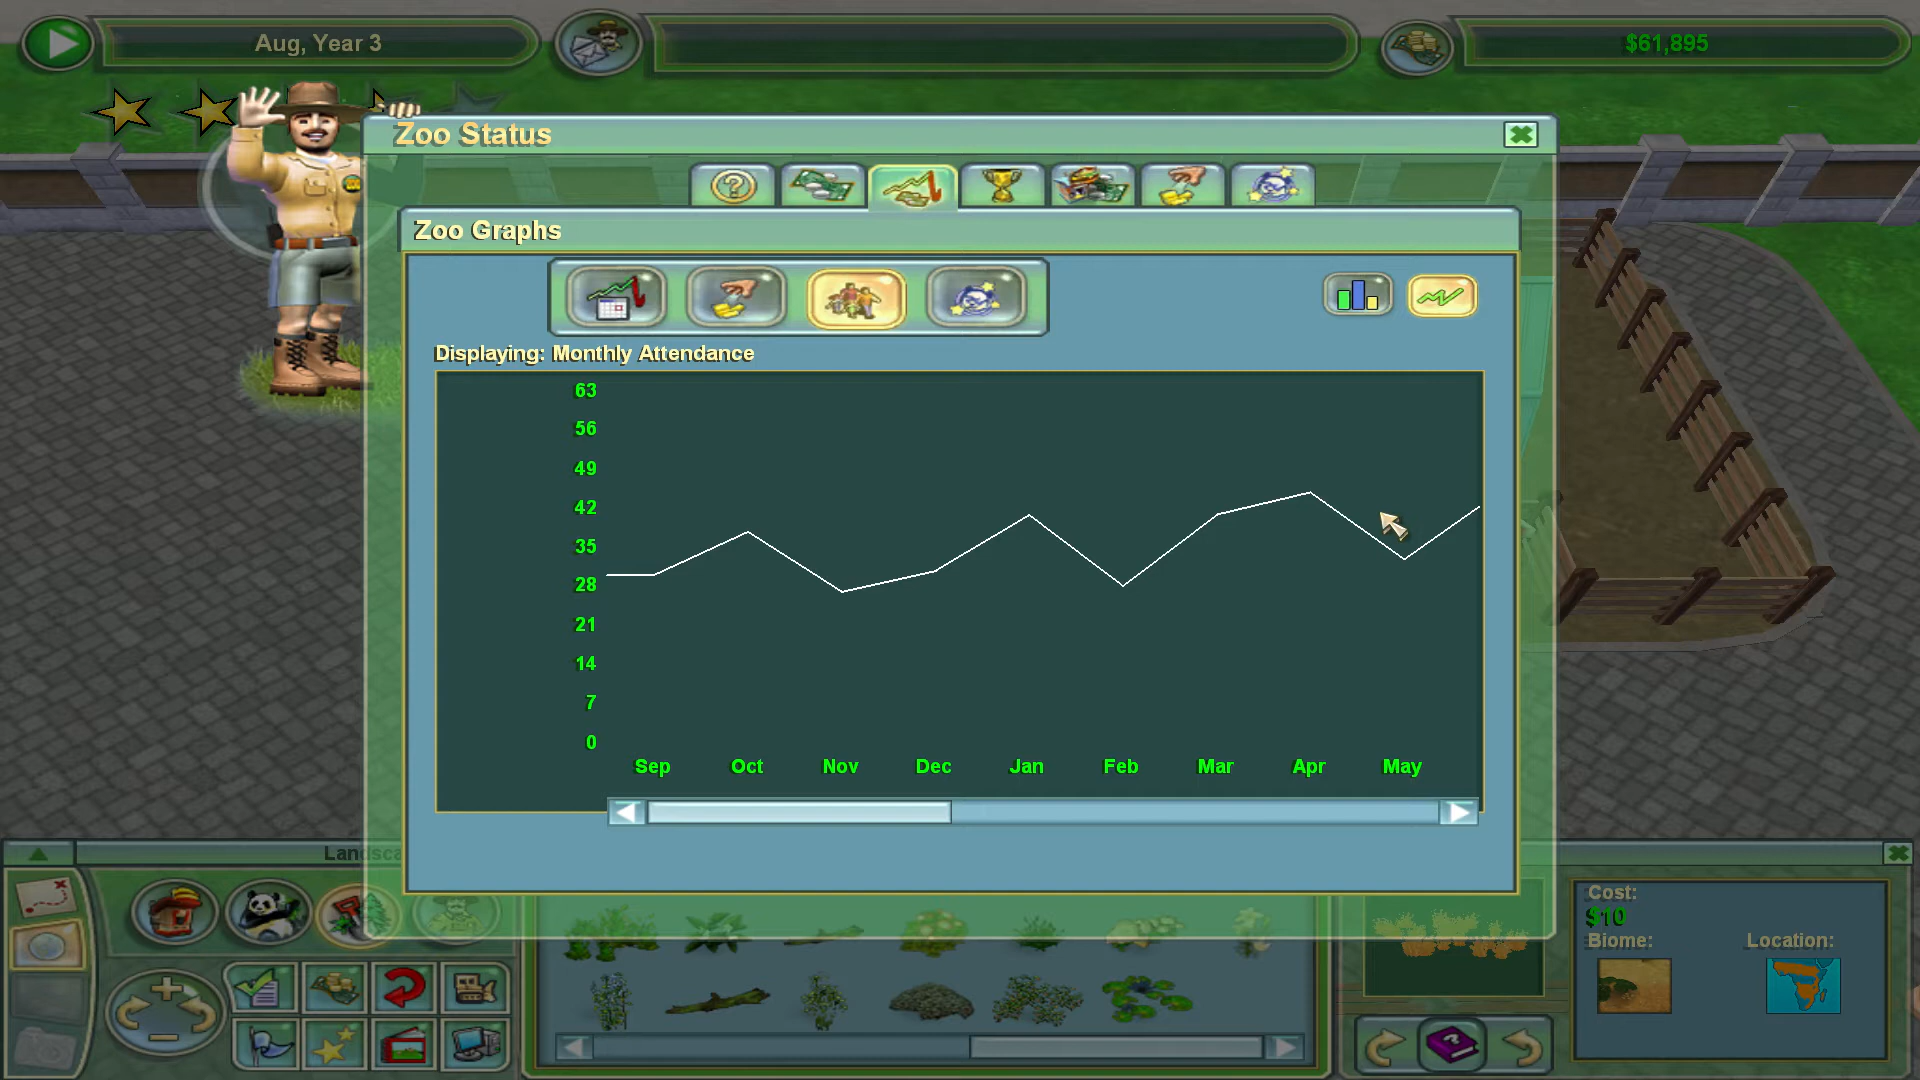 Aug, Year 3
$61,895
Zoo Status
Zoo Graphs
Displaying: Monthly Attendance
63
56
49
42
35
28
21
14
7
0
Sep Oct Nov Dec Jan Feb Mar Apr May
Landsca
Cost:
$10
Biome: Location: